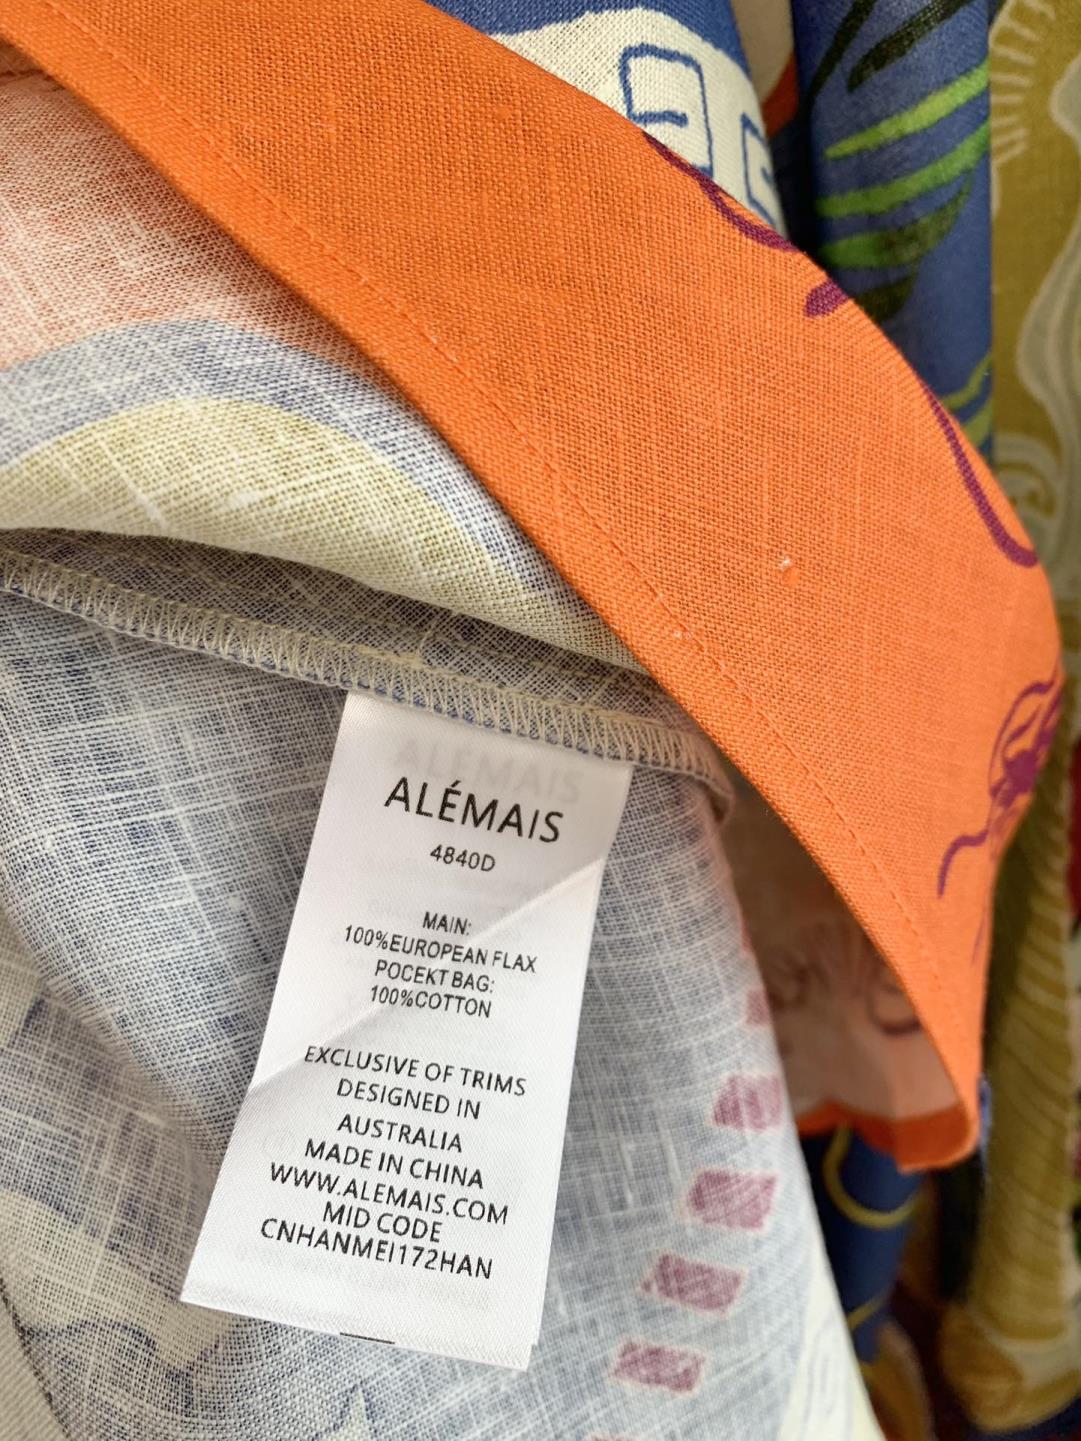 ALÉMAIS
4840D
MAIN:
100%EUROPEAN FLAX
POCEKT BAG:
100%COTTON
EXCLUSIVE OF TRIMS
DESIGNED IN
AUSTRALIA
MADE IN CHINA
WWW.ALEMAIS.COM
MID CODE
CNHANMEI172HAN